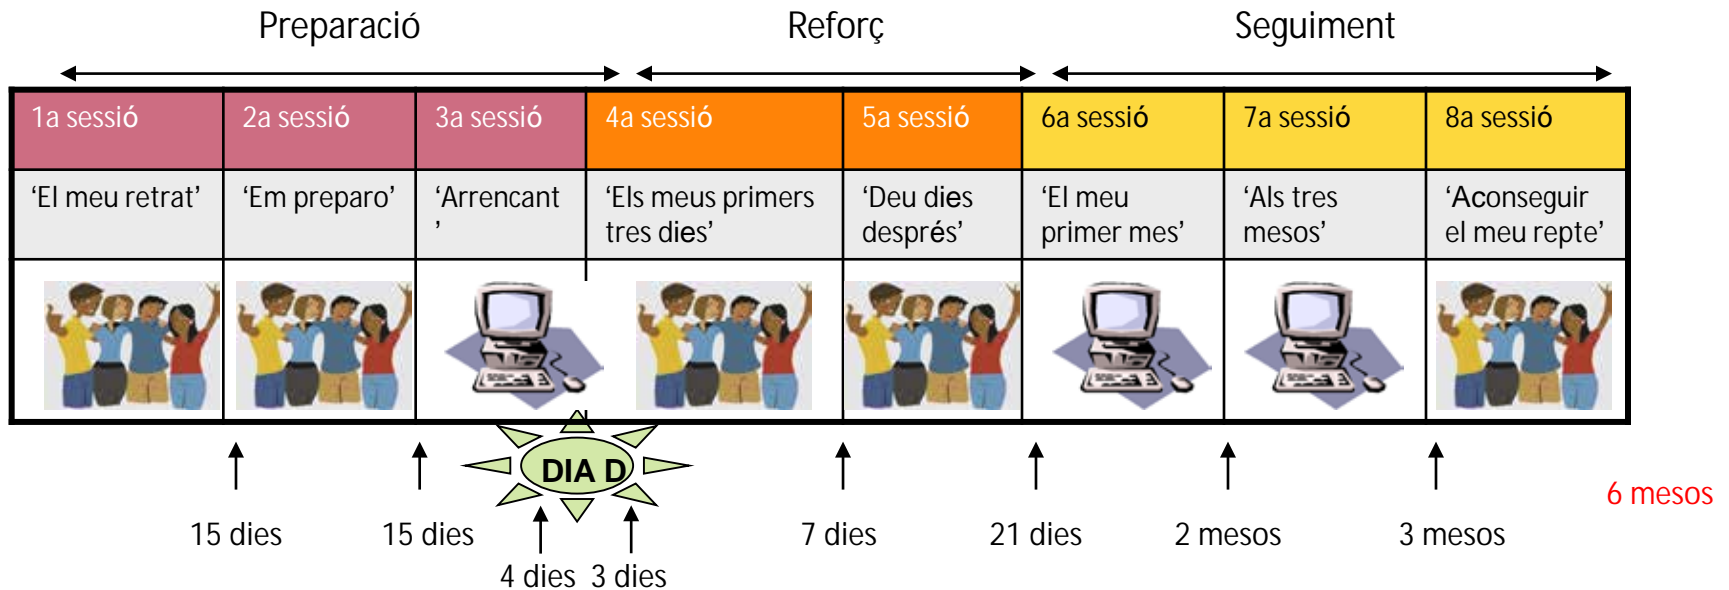 Preparació
Reforç
Seguiment
1a sessió
2a sessió
3a sessió
4a sessió
5a sessió
6a sessió
7a sessió
8a sessió
‘El meu retrat’
‘Em preparo’
‘Arrencant
’
‘Els meus primers
tres dies’
‘Deu dies
després’
‘El meu
primer mes’
‘Als tres
mesos’
‘Aconseguir
el meu repte’
DIA D
6 mesos
15 dies
15 dies
7 dies
21 dies
2 mesos
3 mesos
4 dies
3 dies